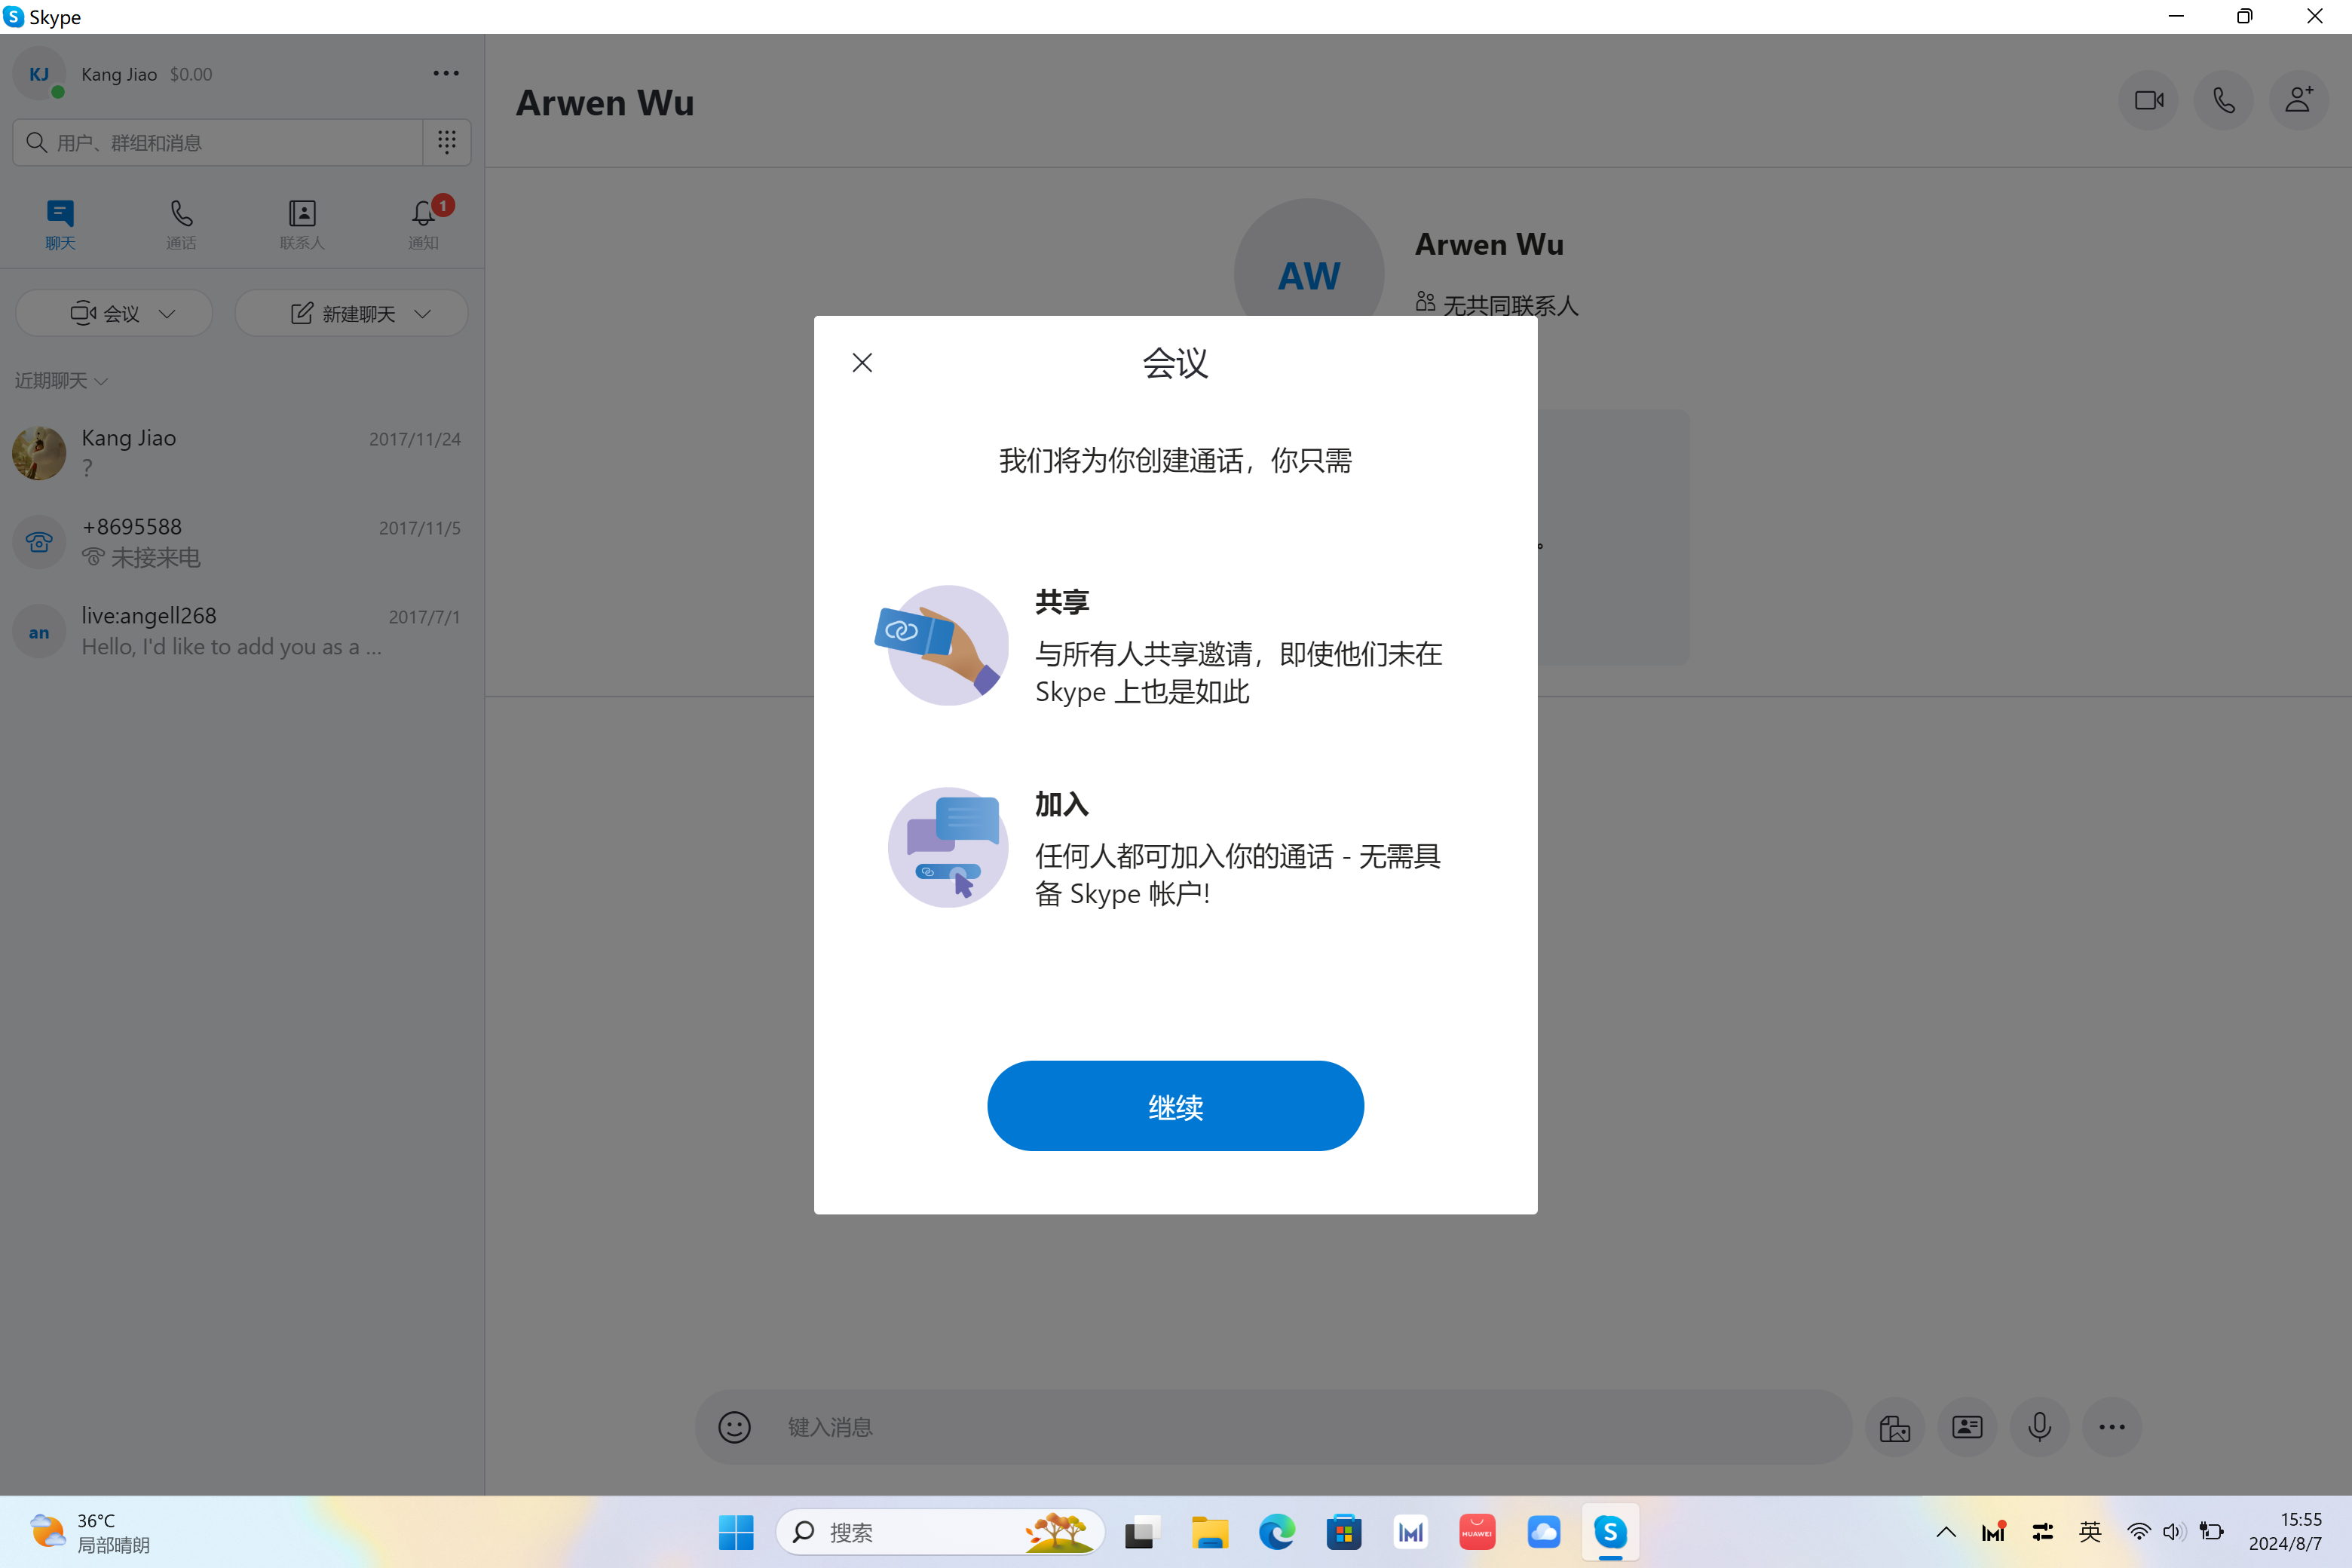 Skype
KJ
Kang Jiao $0.00
用户、群组和消息
聊天
通话
联系人
通知
1
会议
新建聊天
近期聊天
Kang Jiao 2017/11/24
?
+8695588 2017/11/5
未接来电
an
live:angell268 2017/7/1
Hello, I'd like to add you as a ...
Arwen Wu
AW
Arwen Wu
无共同联系人
会议
我们将为你创建通话，你只需
共享
与所有人共享邀请，即使他们未在
Skype 上也是如此
加入
任何人都可加入你的通话 - 无需具
备 Skype 帐户!
继续
。
键入消息
36°C
局部晴朗
搜索
HUAWEI
英
15:55
2024/8/7